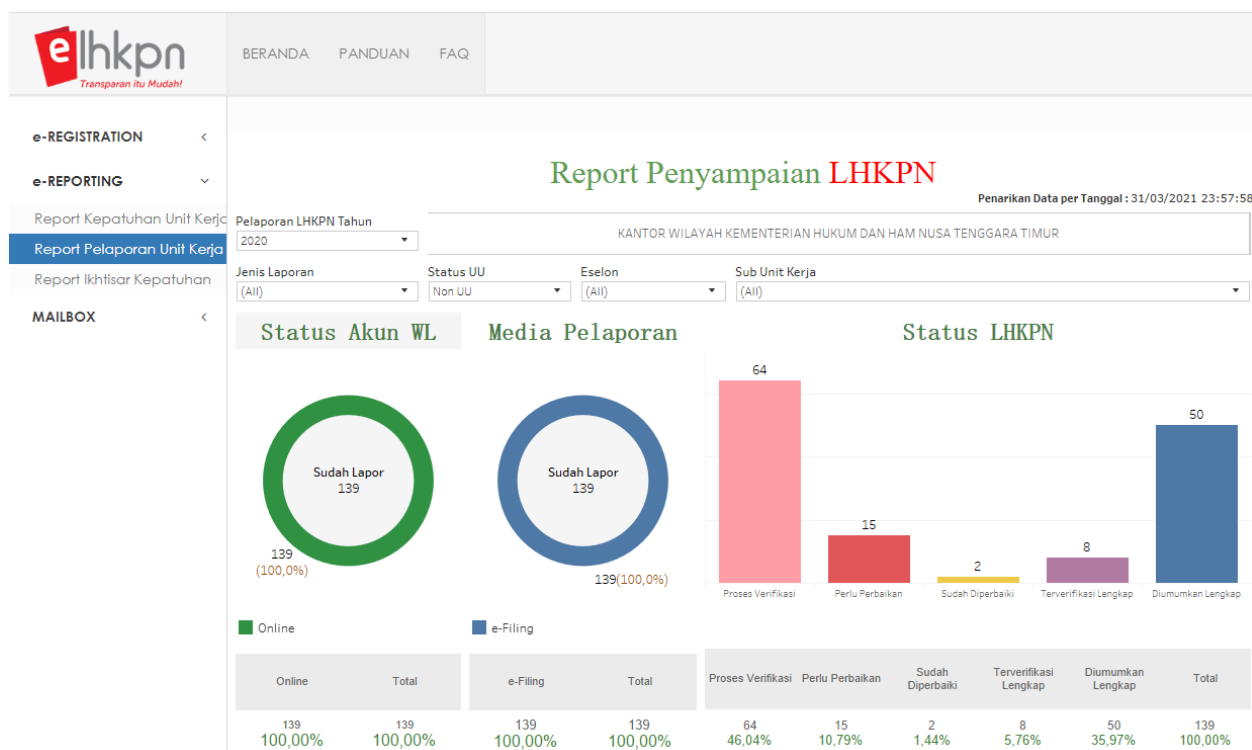 elhkpn
Transparan itu Mudah!
BERANDA PANDUAN FAQ
e-REGISTRATION <
e-REPORTING
Report Kepatuhan Unit Kerja
Report Pelaporan Unit Kerja
Report Ikhtisar Kepatuhan
MAILBOX <
Report Penyampaian LHKPN
Penarikan Data per Tanggal : 31/03/2021 23:57:58
Pelaporan LHKPN Tahun
2020
KANTOR WILAYAH KEMENTERIAN HUKUM DAN HAM NUSA TENGGARA TIMUR
Jenis Laporan Status UU Eselon Sub Unit Kerja
(All) Non UU (All) (All)
Status Akun WL Media Pelaporan Status LHKPN
Sudah Lapor
139
139
(100,0%)
Online
Sudah Lapor
139
139(100,0%)
e-Filing
64 15 2 8 50
Proses Verifikasi Perlu Perbaikan Sudah Diperbaiki Terverifikasi Lengkap Diumumkan Lengkap
Online Total
139 139
100,00% 100,00%
e-Filing Total
139 139
100,00% 100,00%
Proses Verifikasi Perlu Perbaikan Sudah Diperbaiki Terverifikasi Lengkap Diumumkan Lengkap Total
64 15 2 8 50 139
46,04% 10,79% 1,44% 5,76% 35,97% 100,00%